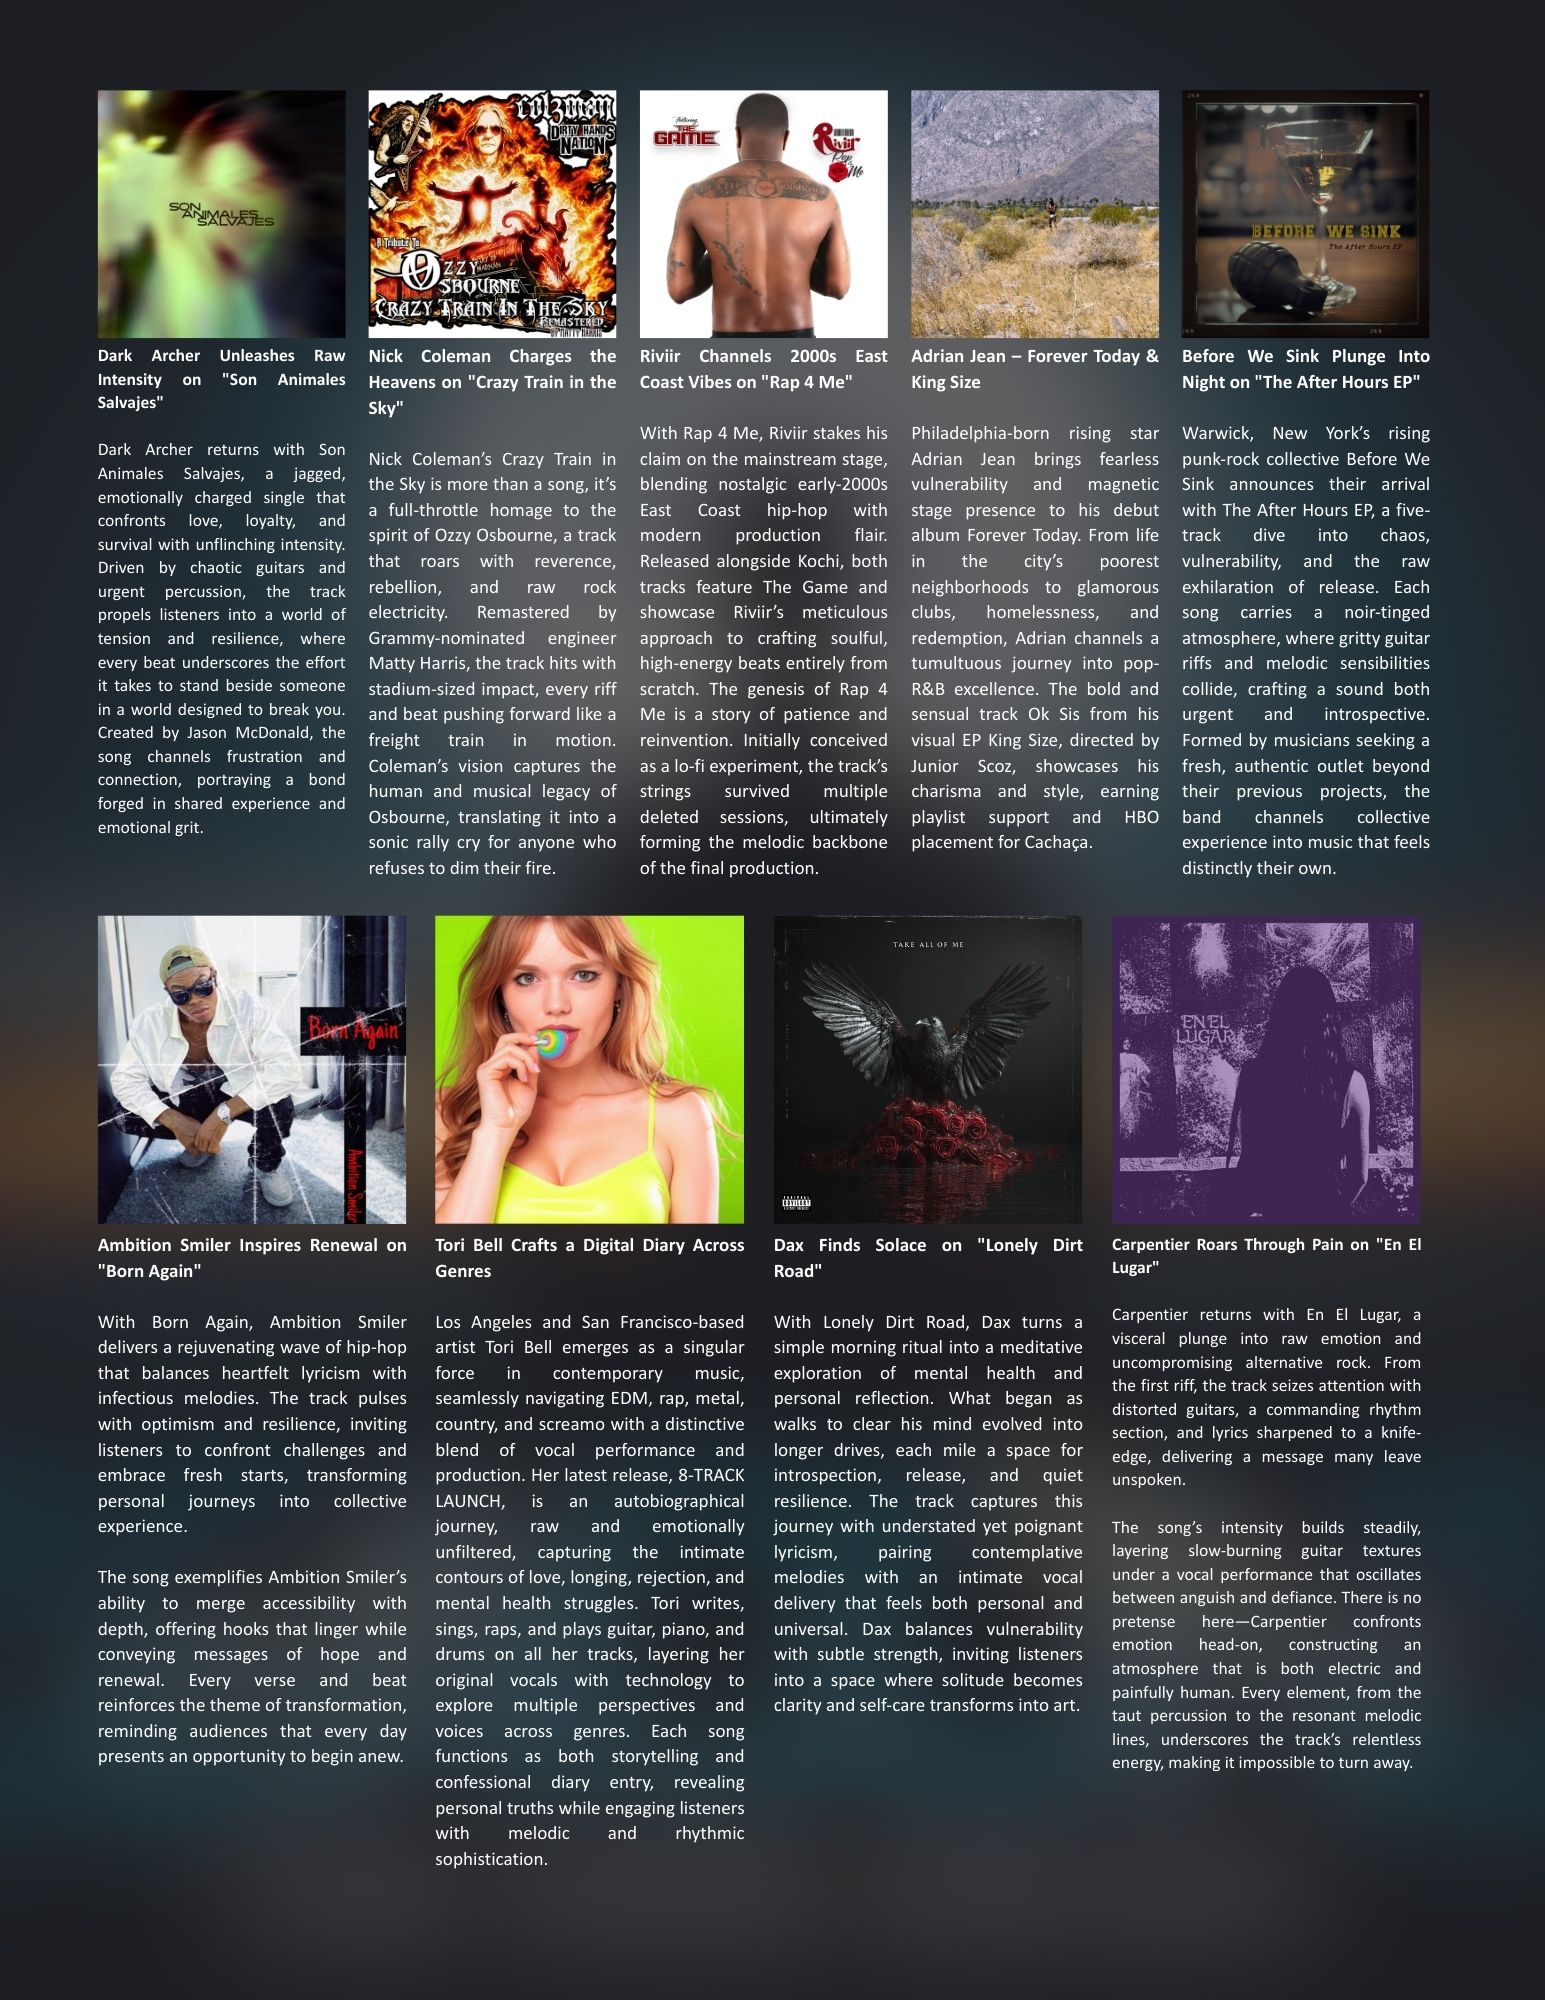 SON
ANIMALES
SALVAJES
colzman
DIRTY HANDS
NATION
A Tribute To
OZZY
OSBOURNE
CRAZY TRAIN IN THE SKY
REMASTERED
BY MATTY HARRIS
featuring
THE
GAME
Riviir
Rap
4 Me
BEFORE WE SINK
The After Hours EP
Dark Archer Unleashes Raw
Intensity on "Son Animales
Salvajes"
Dark Archer returns with Son
Animales Salvajes, a jagged,
emotionally charged single that
confronts love, loyalty, and
survival with unflinching intensity.
Driven by chaotic guitars and
urgent percussion, the track
propels listeners into a world of
tension and resilience, where
every beat underscores the effort
it takes to stand beside someone
in a world designed to break you.
Created by Jason McDonald, the
song channels frustration and
connection, portraying a bond
forged in shared experience and
emotional grit.
Nick Coleman Charges the
Heavens on "Crazy Train in the
Sky"
Nick Coleman’s Crazy Train in
the Sky is more than a song, it’s
a full-throttle homage to the
spirit of Ozzy Osbourne, a track
that roars with reverence,
rebellion, and raw rock
electricity. Remastered by
Grammy-nominated engineer
Matty Harris, the track hits with
stadium-sized impact, every riff
and beat pushing forward like a
freight train in motion.
Coleman’s vision captures the
human and musical legacy of
Osbourne, translating it into a
sonic rally cry for anyone who
refuses to dim their fire.
Riviir Channels 2000s East
Coast Vibes on "Rap 4 Me"
With Rap 4 Me, Riviir stakes his
claim on the mainstream stage,
blending nostalgic early-2000s
East Coast hip-hop with
modern production flair.
Released alongside Kochi, both
tracks feature The Game and
showcase Riviir’s meticulous
approach to crafting soulful,
high-energy beats entirely from
scratch. The genesis of Rap 4
Me is a story of patience and
reinvention. Initially conceived
as a lo-fi experiment, the track’s
strings survived multiple
deleted sessions, ultimately
forming the melodic backbone
of the final production.
Adrian Jean – Forever Today &
King Size
Philadelphia-born rising star
Adrian Jean brings fearless
vulnerability and magnetic
stage presence to his debut
album Forever Today. From life
in the city’s poorest
neighborhoods to glamorous
clubs, homelessness, and
redemption, Adrian channels a
tumultuous journey into pop-
R&B excellence. The bold and
sensual track Ok Sis from his
visual EP King Size, directed by
Junior Scoz, showcases his
charisma and style, earning
playlist support and HBO
placement for Cachaça.
Before We Sink Plunge Into
Night on "The After Hours EP"
Warwick, New York’s rising
punk-rock collective Before We
Sink announces their arrival
with The After Hours EP, a five-
track dive into chaos,
vulnerability, and the raw
exhilaration of release. Each
song carries a noir-tinged
atmosphere, where gritty guitar
riffs and melodic sensibilities
collide, crafting a sound both
urgent and introspective.
Formed by musicians seeking a
fresh, authentic outlet beyond
their previous projects, the
band channels collective
experience into music that feels
distinctly their own.
Born Again
Ambition Smiler
TAKE ALL OF ME
PARENTAL
ADVISORY
EXPLICIT CONTENT
EN EL
LUGAR
Ambition Smiler Inspires Renewal on
"Born Again"
With Born Again, Ambition Smiler
delivers a rejuvenating wave of hip-hop
that balances heartfelt lyricism with
infectious melodies. The track pulses
with optimism and resilience, inviting
listeners to confront challenges and
embrace fresh starts, transforming
personal journeys into collective
experience.
The song exemplifies Ambition Smiler’s
ability to merge accessibility with
depth, offering hooks that linger while
conveying messages of hope and
renewal. Every verse and beat
reinforces the theme of transformation,
reminding audiences that every day
presents an opportunity to begin anew.
Tori Bell Crafts a Digital Diary Across
Genres
Los Angeles and San Francisco-based
artist Tori Bell emerges as a singular
force in contemporary music,
seamlessly navigating EDM, rap, metal,
country, and screamo with a distinctive
blend of vocal performance and
production. Her latest release, 8-TRACK
LAUNCH, is an autobiographical
journey, raw and emotionally
unfiltered, capturing the intimate
contours of love, longing, rejection, and
mental health struggles. Tori writes,
sings, raps, and plays guitar, piano, and
drums on all her tracks, layering her
original vocals with technology to
explore multiple perspectives and
voices across genres. Each song
functions as both storytelling and
confessional diary entry, revealing
personal truths while engaging listeners
with melodic and rhythmic
sophistication.
Dax Finds Solace on "Lonely Dirt
Road"
With Lonely Dirt Road, Dax turns a
simple morning ritual into a meditative
exploration of mental health and
personal reflection. What began as
walks to clear his mind evolved into
longer drives, each mile a space for
introspection, release, and quiet
resilience. The track captures this
journey with understated yet poignant
lyricism, pairing contemplative
melodies with an intimate vocal
delivery that feels both personal and
universal. Dax balances vulnerability
with subtle strength, inviting listeners
into a space where solitude becomes
clarity and self-care transforms into art.
Carpentier Roars Through Pain on "En El
Lugar"
Carpentier returns with En El Lugar, a
visceral plunge into raw emotion and
uncompromising alternative rock. From
the first riff, the track seizes attention with
distorted guitars, a commanding rhythm
section, and lyrics sharpened to a knife-
edge, delivering a message many leave
unspoken.
The song’s intensity builds steadily,
layering slow-burning guitar textures
under a vocal performance that oscillates
between anguish and defiance. There is no
pretense here—Carpentier confronts
emotion head-on, constructing an
atmosphere that is both electric and
painfully human. Every element, from the
taut percussion to the resonant melodic
lines, underscores the track’s relentless
energy, making it impossible to turn away.